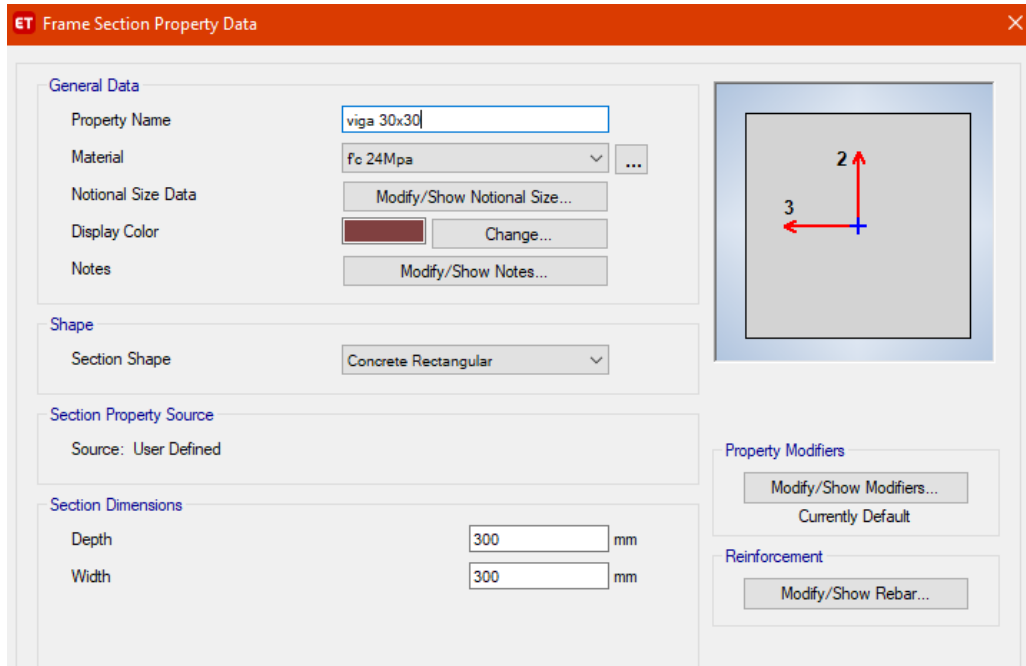 ET Frame Section Property Data
General Data
Property Name viga 30x30
Material f'c 24Mpa ...
Notional Size Data Modify/Show Notional Size...
Display Color Change...
Notes Modify/Show Notes...
2
3
Shape
Section Shape Concrete Rectangular
Section Property Source
Source: User Defined
Property Modifiers
Modify/Show Modifiers...
Currently Default
Section Dimensions
Depth 300 mm
Width 300 mm
Reinforcement
Modify/Show Rebar...